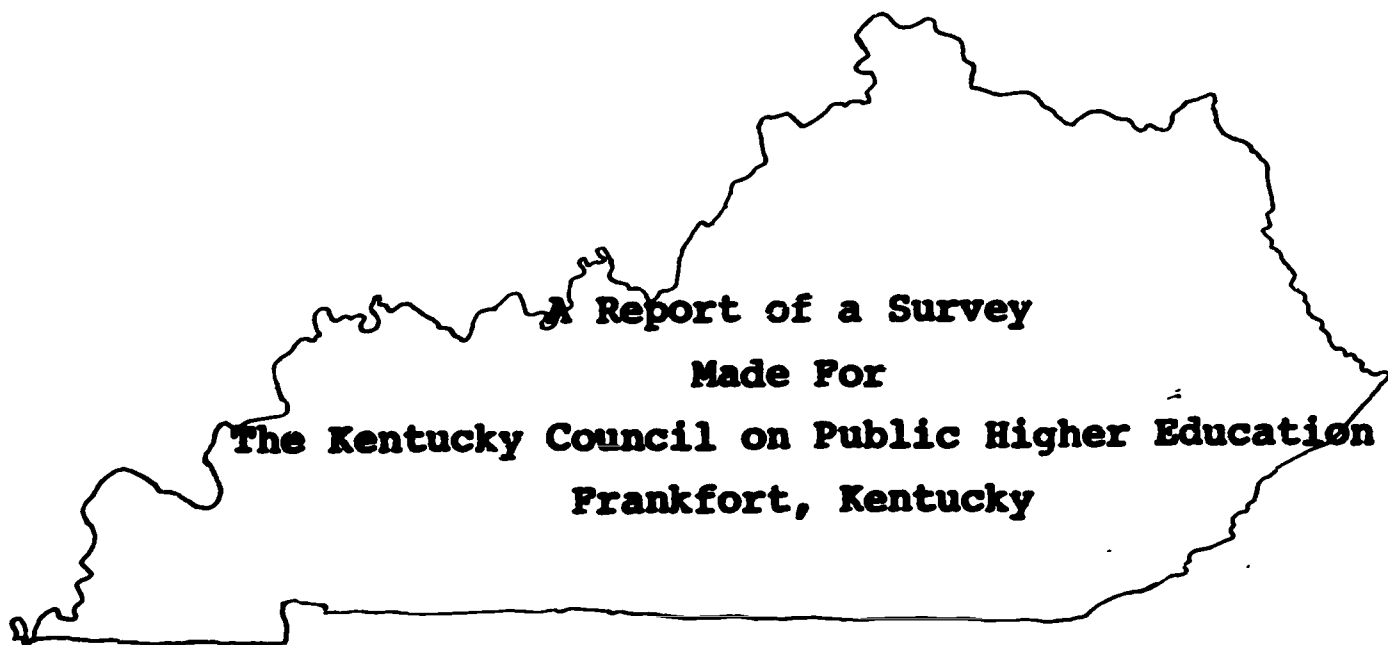 A Report of a Survey
Made For
The Kentucky Council on Public Higher Education
Frankfort, Kentucky